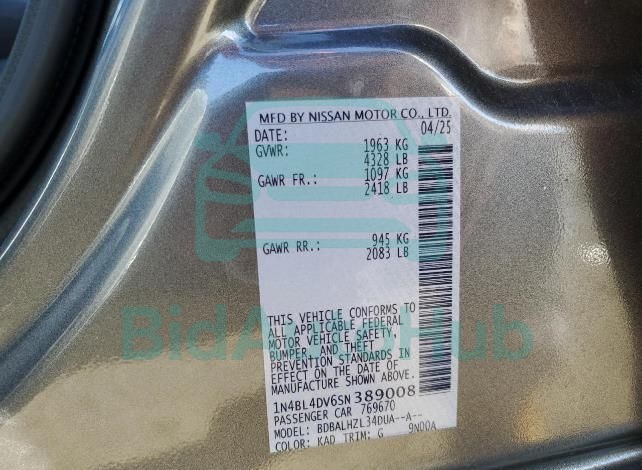 MFD BY NISSAN MOTOR CO., LTD.
DATE: 04/25
GVWR: 1963 KG
4328 LB
GAWR FR.: 1097 KG
2418 LB
GAWR RR.: 945 KG
2083 LB
THIS VEHICLE CONFORMS TO
ALL APPLICABLE FEDERAL
MOTOR VEHICLE SAFETY,
BUMPER, AND THEFT
PREVENTION STANDARDS IN
EFFECT ON THE DATE OF
MANUFACTURE SHOWN ABOVE.
1N4BL4DV6SN389008
PASSENGER CAR 769670
MODEL: BDBALHZL34DUA--A--
COLOR: KAD TRIM: G 9N00A
BidAutoHub